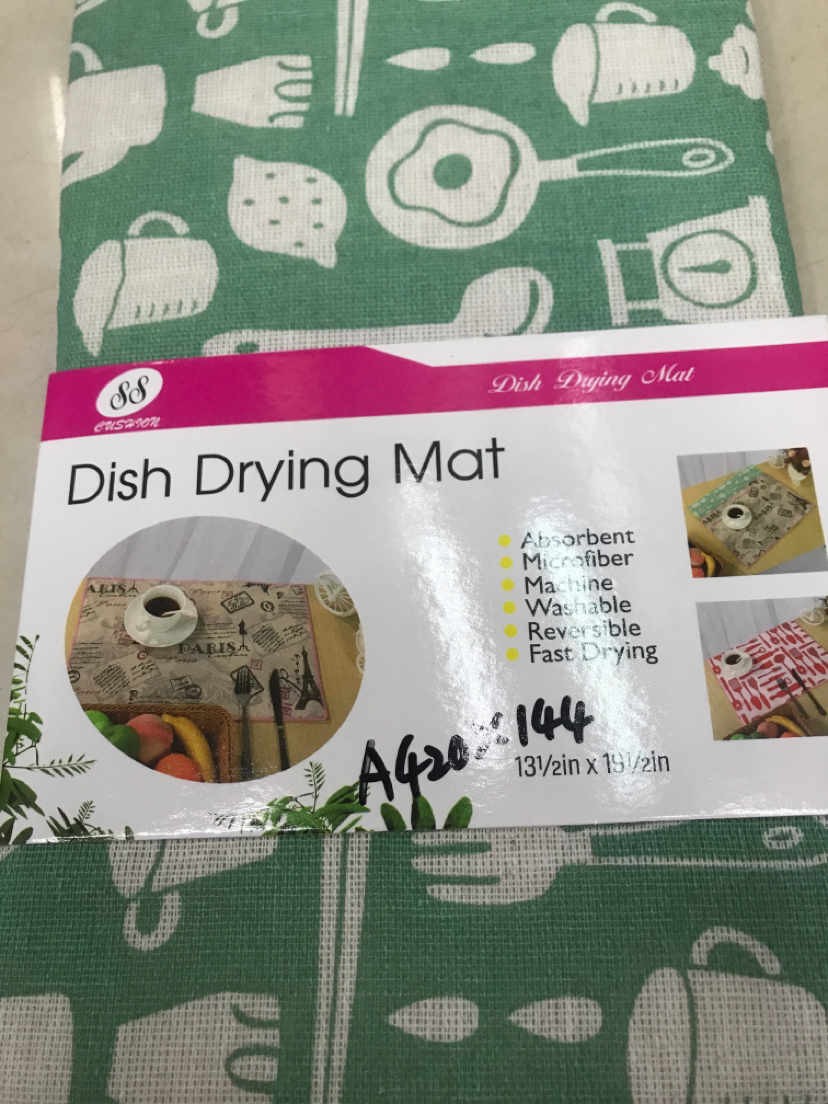 SS
CUSHION
Dish Drying Mat
Dish Drying Mat
Absorbent
Microfiber
Machine
Washable
Reversible
Fast Drying
PARIS
PARIS
144
13½in x 19½in